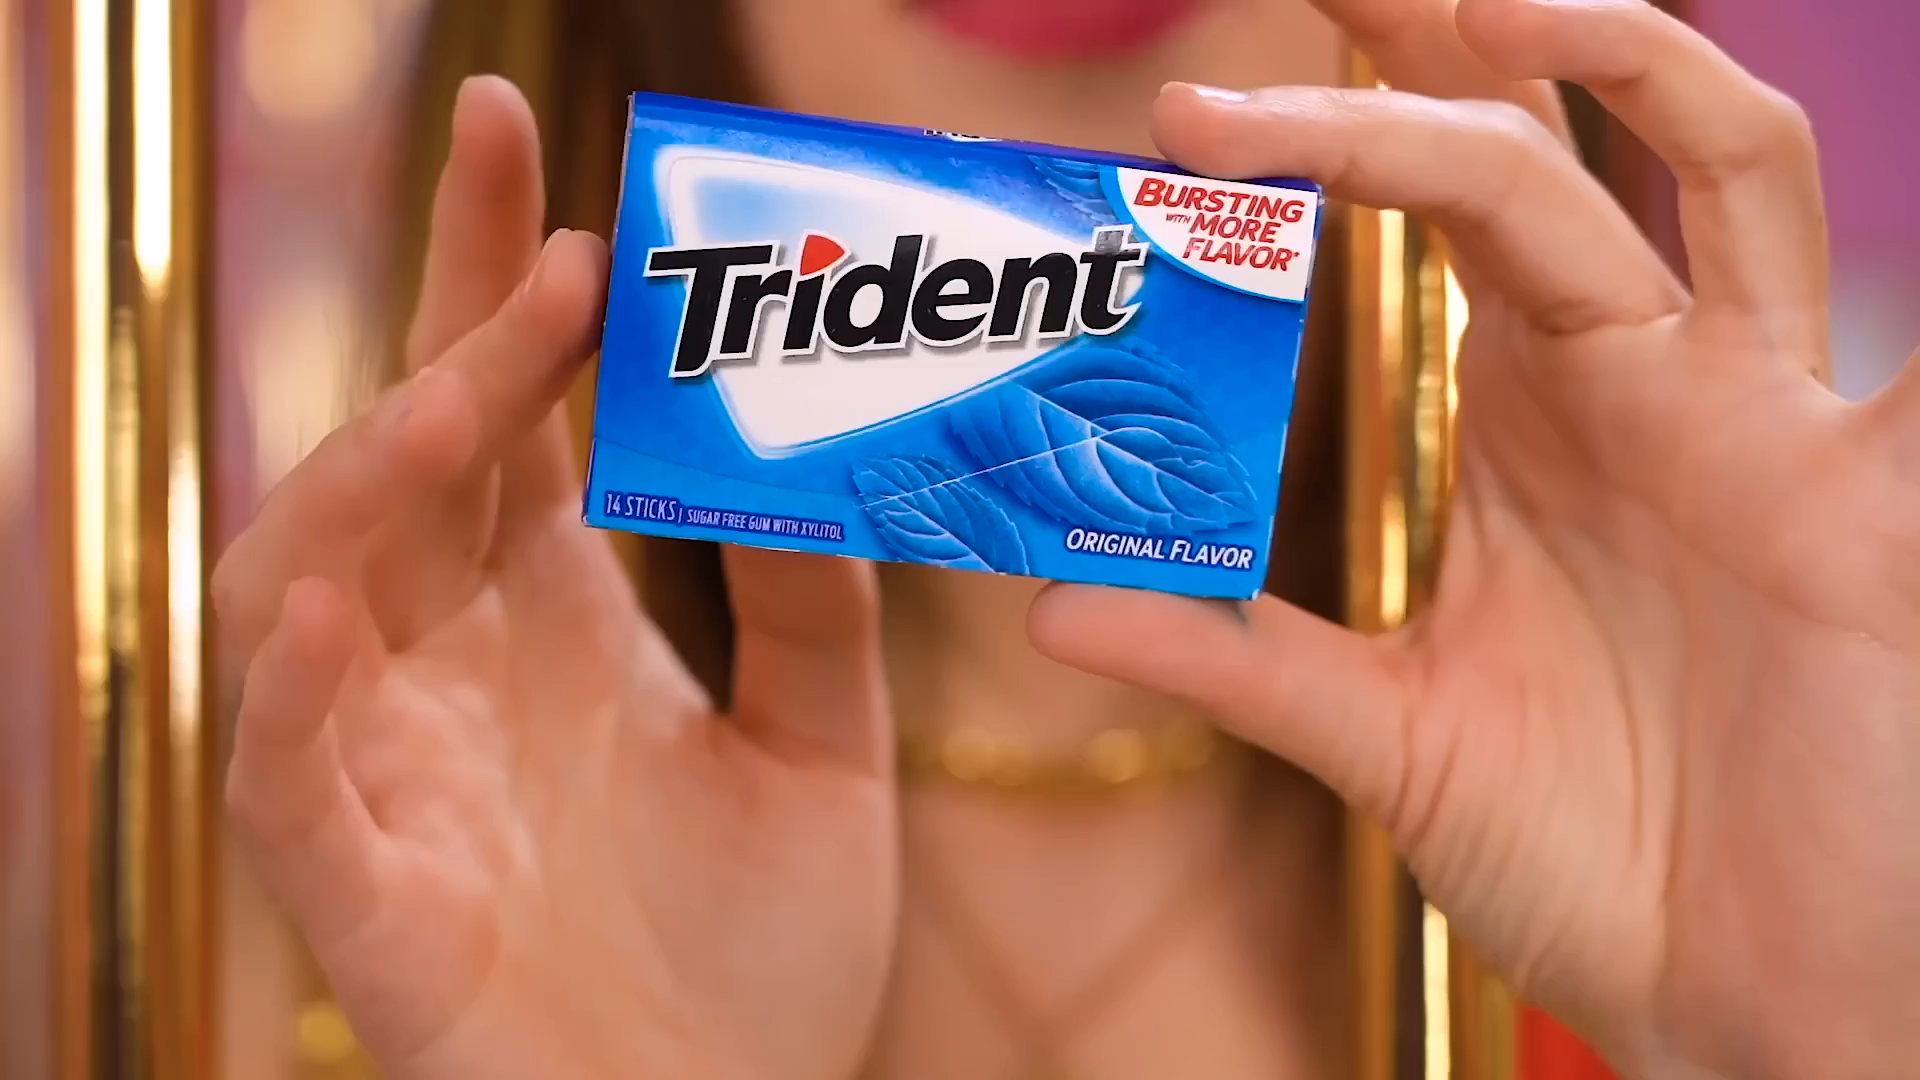 BURSTING
WITH MORE
FLAVOR*
Trident
14 STICKS | SUGAR FREE GUM WITH XYLITOL
ORIGINAL FLAVOR